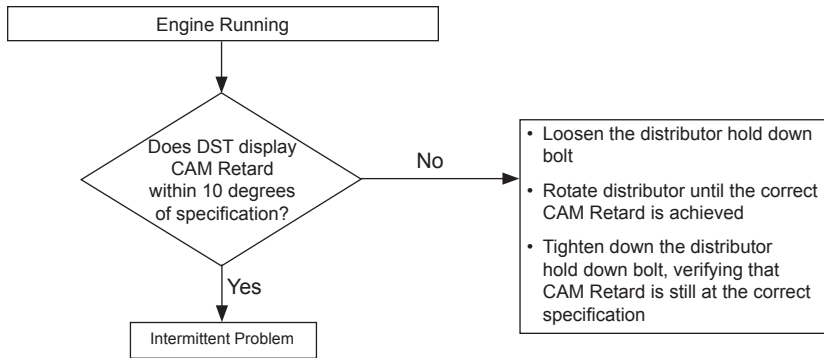 Engine Running
Does DST display
CAM Retard
within 10 degrees
of specification?
No
• Loosen the distributor hold down
bolt
• Rotate distributor until the correct
CAM Retard is achieved
• Tighten down the distributor
hold down bolt, verifying that
CAM Retard is still at the correct
specification
Yes
Intermittent Problem